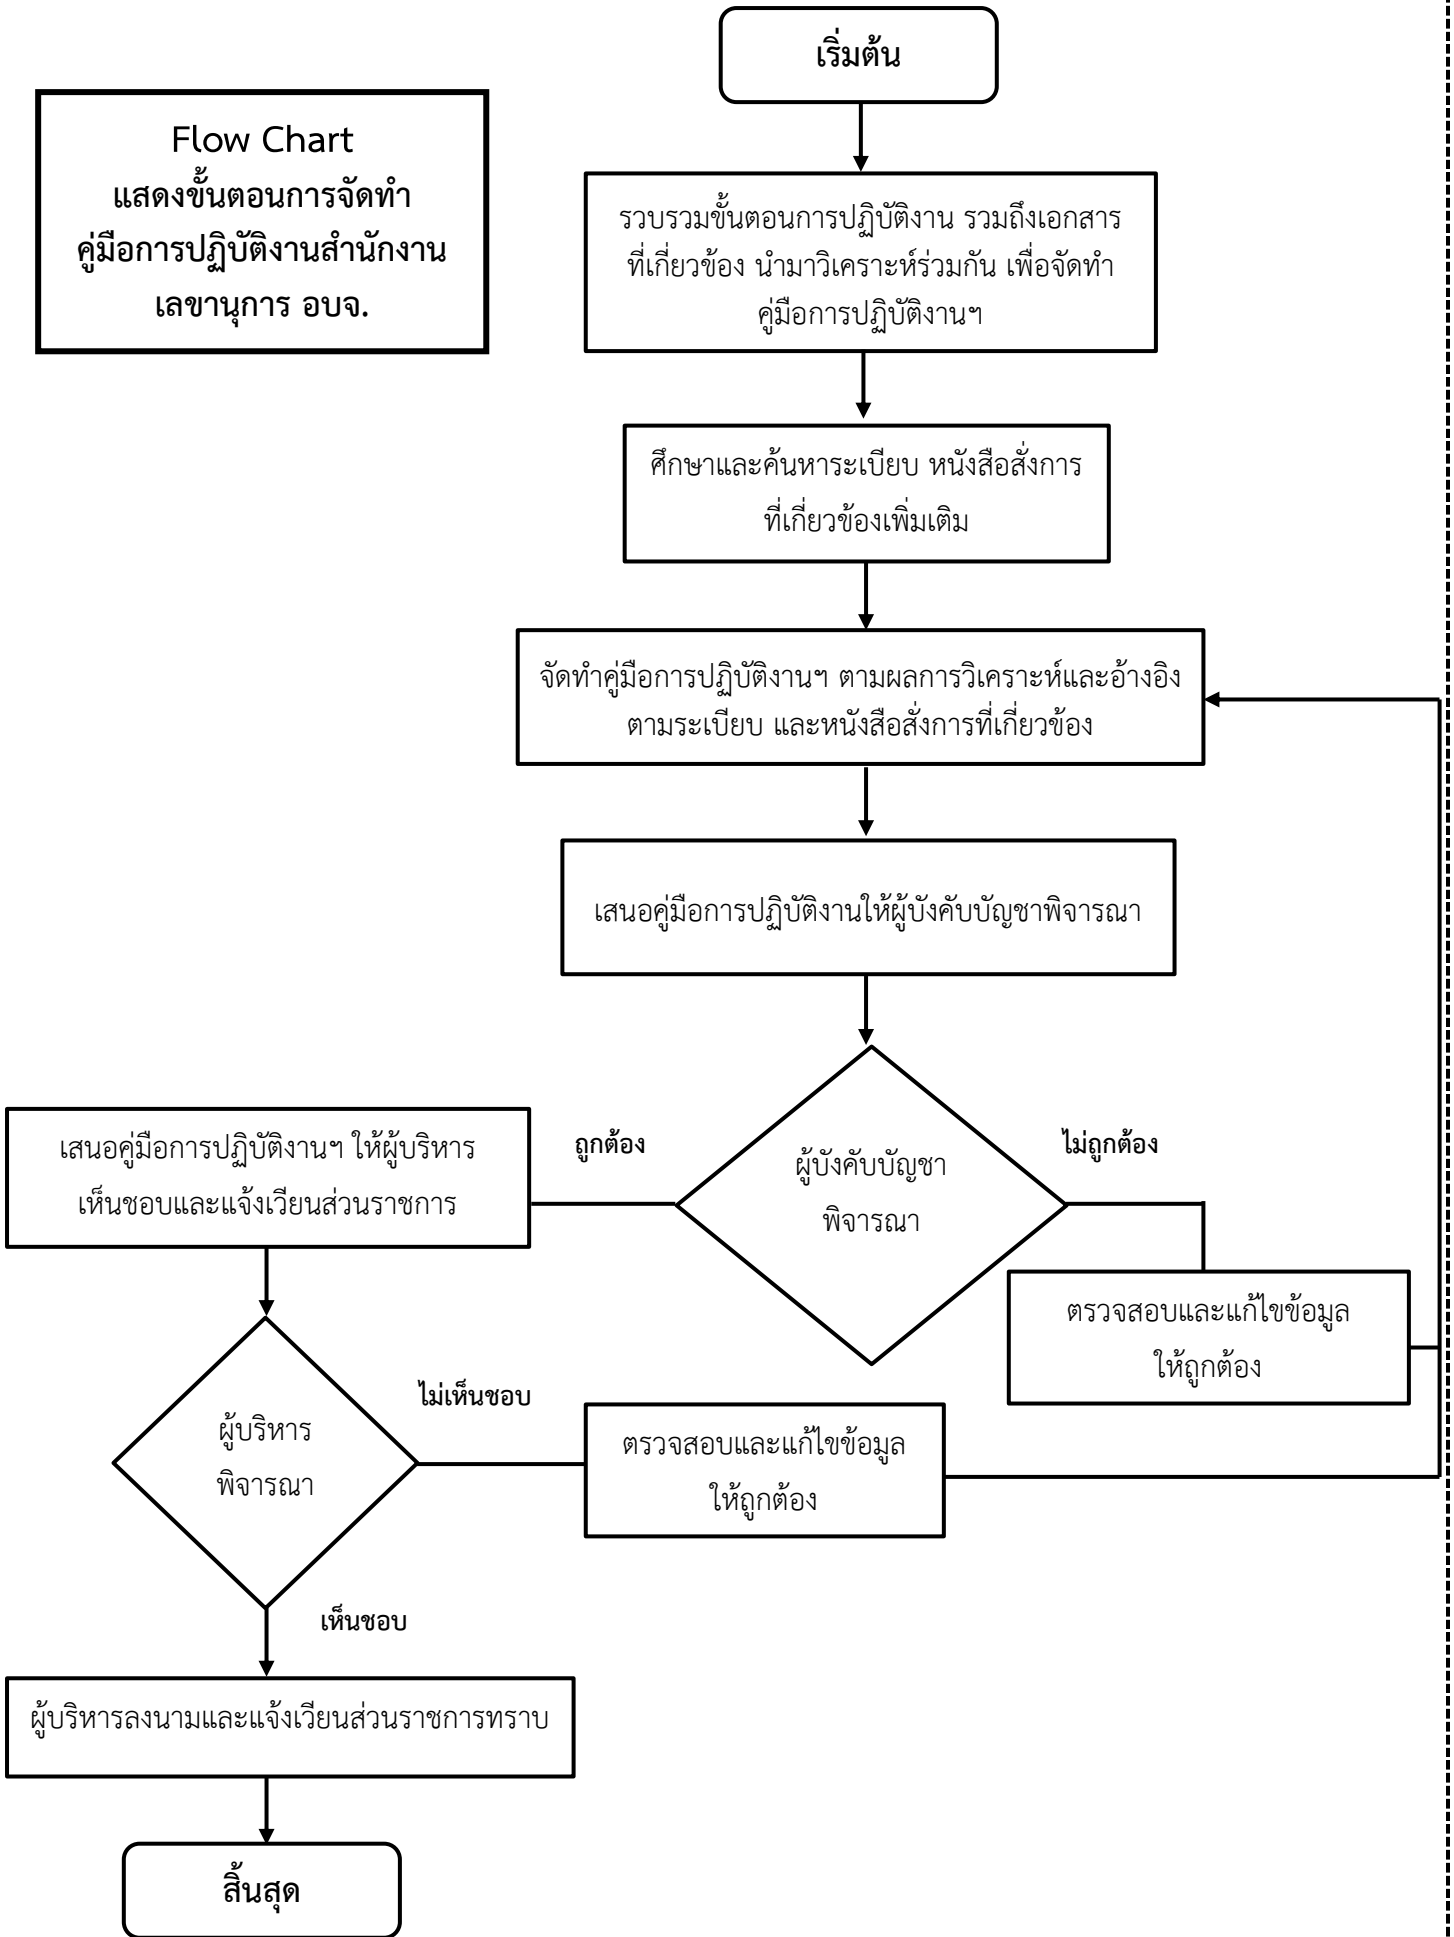 เริ่มต้น
Flow Chart
แสดงขั้นตอนการจัดทำ
คู่มือการปฏิบัติงานสำนักงาน
เลขานุการ อบจ.
รวบรวมขั้นตอนการปฏิบัติงาน รวมถึงเอกสาร
ที่เกี่ยวข้อง นำมาวิเคราะห์ร่วมกัน เพื่อจัดทำ
คู่มือการปฏิบัติงานฯ
ศึกษาและค้นหาระเบียบ หนังสือสั่งการ
ที่เกี่ยวข้องเพิ่มเติม
จัดทำคู่มือการปฏิบัติงานฯ ตามผลการวิเคราะห์และอ้างอิง
ตามระเบียบ และหนังสือสั่งการที่เกี่ยวข้อง
เสนอคู่มือการปฏิบัติงานให้ผู้บังคับบัญชาพิจารณา
ผู้บังคับบัญชา
พิจารณา
ถูกต้อง
ไม่ถูกต้อง
เสนอคู่มือการปฏิบัติงานฯ ให้ผู้บริหาร
เห็นชอบและแจ้งเวียนส่วนราชการ
ตรวจสอบและแก้ไขข้อมูล
ให้ถูกต้อง
ผู้บริหาร
พิจารณา
ไม่เห็นชอบ
ตรวจสอบและแก้ไขข้อมูล
ให้ถูกต้อง
เห็นชอบ
ผู้บริหารลงนามและแจ้งเวียนส่วนราชการทราบ
สิ้นสุด